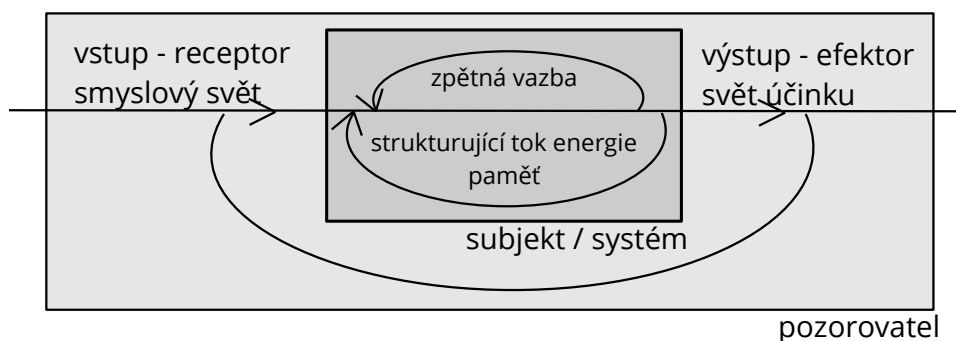 vstup - receptor
smyslový svět
zpětná vazba
strukturující tok energie
paměť
výstup - efektor
svět účinku
subjekt / systém
pozorovatel